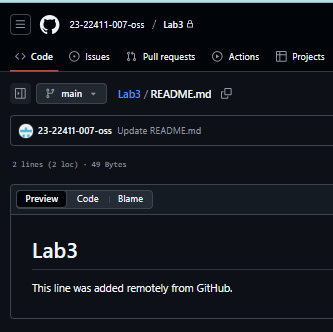 23-22411-007-oss / Lab3
Code Issues Pull requests Actions Projects
main Lab3 / README.md
23-22411-007-oss Update README.md
2 lines (2 loc) · 49 Bytes
Preview Code Blame
Lab3
This line was added remotely from GitHub.